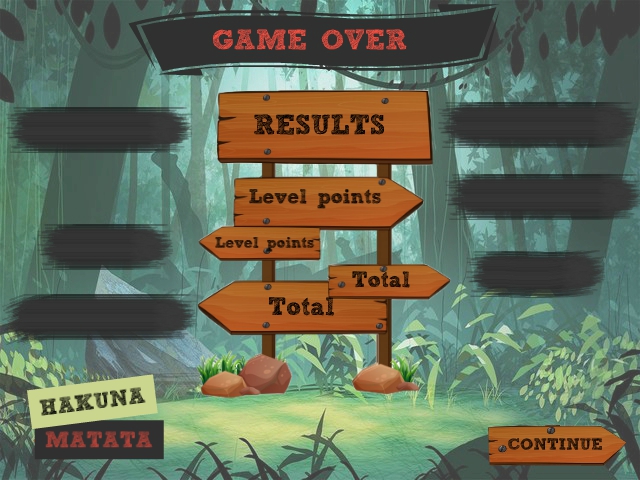 GAME OVER
RESULTS
Level points
Level points
Total
Total
HAKUNA
MATATA
CONTINUE